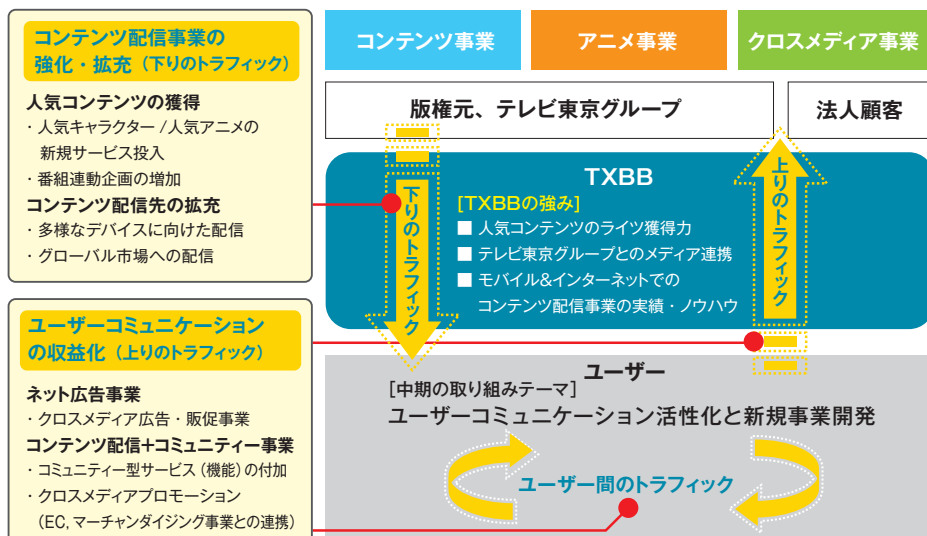 コンテンツ配信事業の
強化・拡充（下りのトラフィック）
人気コンテンツの獲得
・人気キャラクター/人気アニメの
新規サービス投入
・番組連動企画の増加
コンテンツ配信先の拡充
・多様なデバイスに向けた配信
・グローバル市場への配信
ユーザーコミュニケーション
の収益化（上りのトラフィック）
ネット広告事業
・クロスメディア広告・販促事業
コンテンツ配信+コミュニティー事業
・コミュニティー型サービス（機能）の付加
・クロスメディアプロモーション
（EC,マーチャンダイジング事業との連携）
コンテンツ事業
アニメ事業
クロスメディア事業
版権元、テレビ東京グループ
法人顧客
TXBB
[TXBBの強み]
■ 人気コンテンツのライツ獲得力
■ テレビ東京グループとのメディア連携
■ モバイル&インターネットでの
コンテンツ配信事業の実績・ノウハウ
下りのトラフィック
上りのトラフィック
ユーザー
[中期の取り組みテーマ]
ユーザーコミュニケーション活性化と新規事業開発
ユーザー間のトラフィック